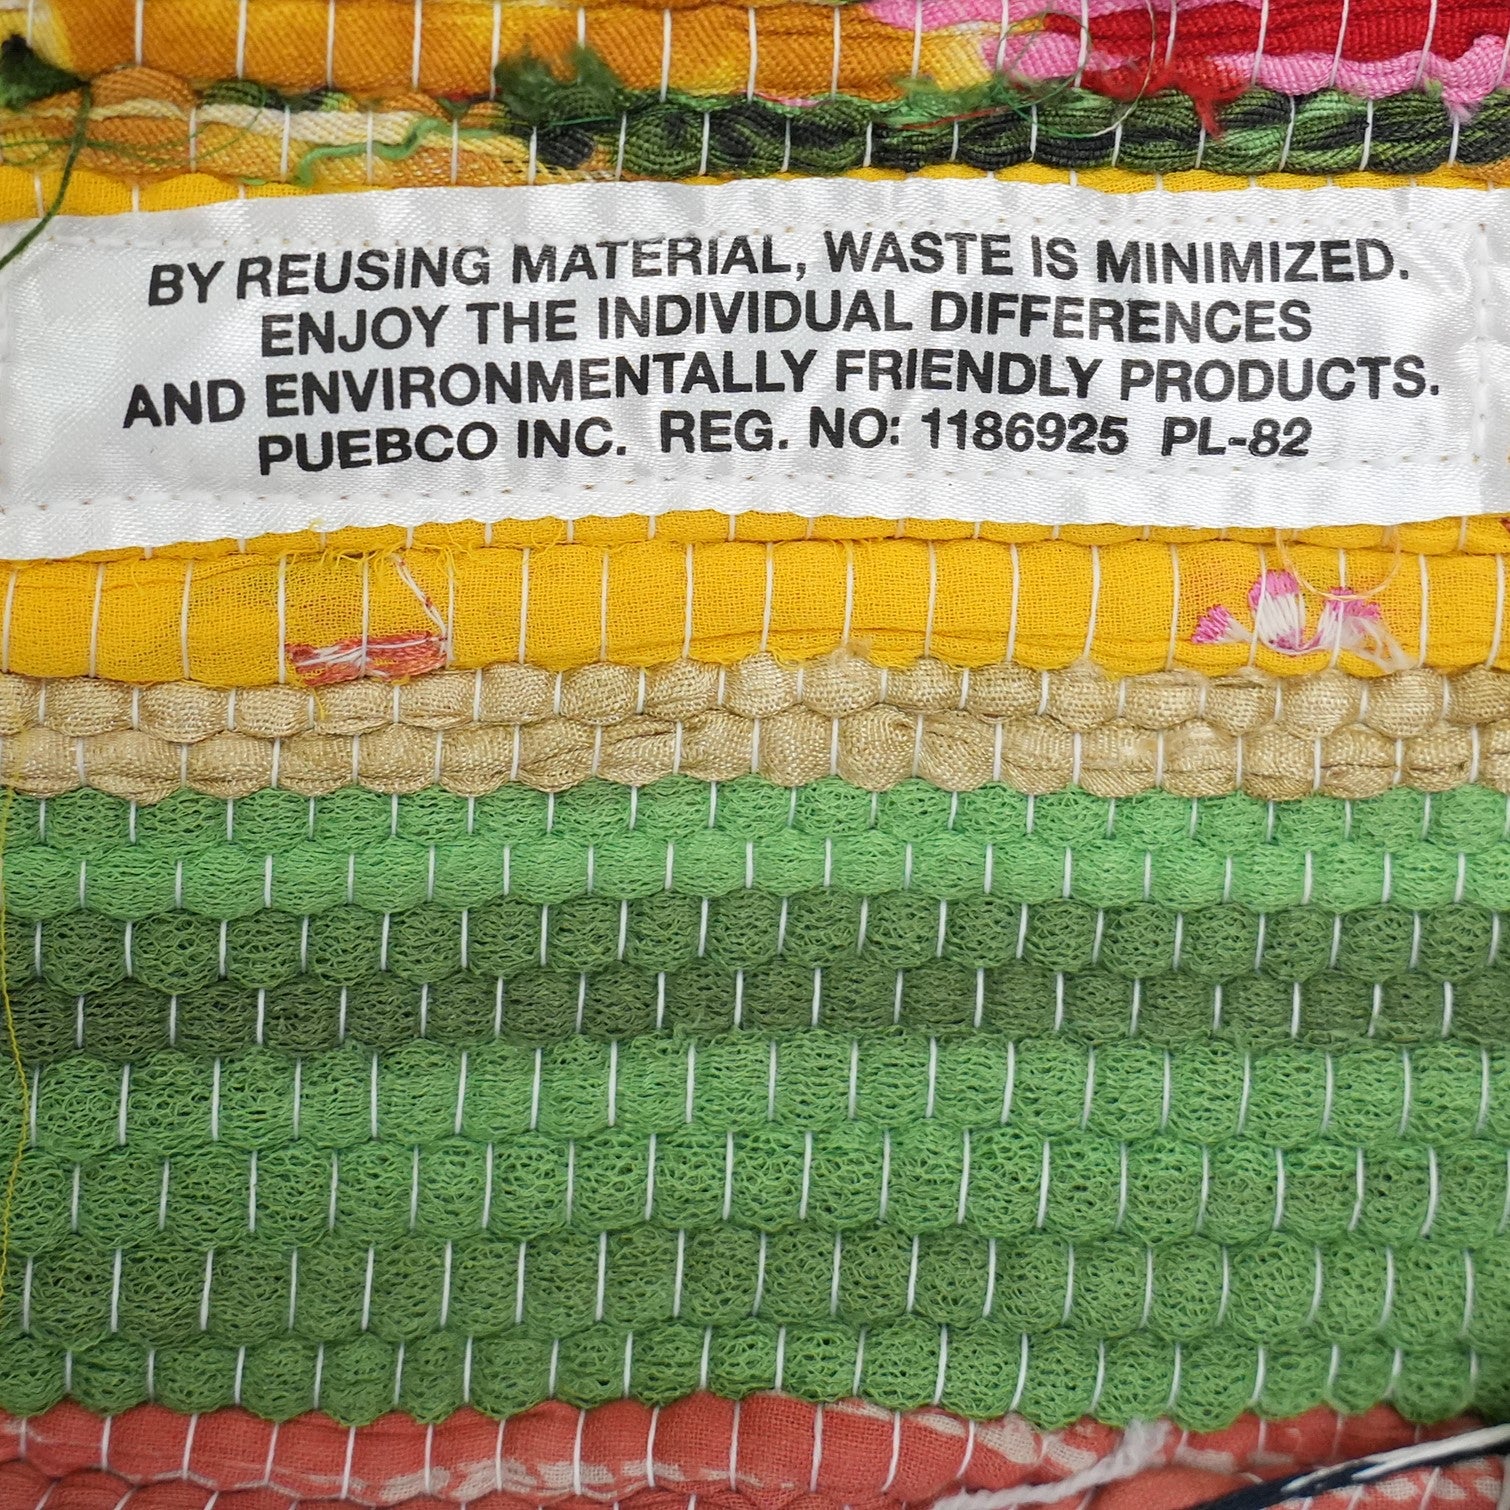 BY REUSING MATERIAL, WASTE IS MINIMIZED.
ENJOY THE INDIVIDUAL DIFFERENCES
AND ENVIRONMENTALLY FRIENDLY PRODUCTS.
PUEBCO INC. REG. NO: 1186925 PL-82